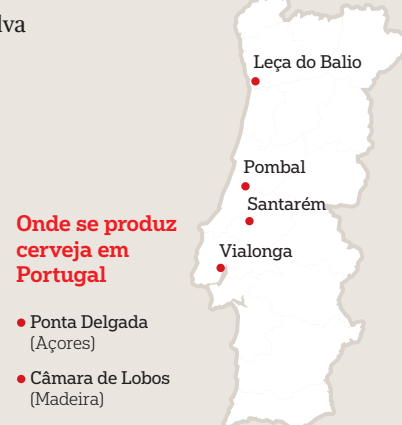 Leça do Balio
Pombal
Santarém
Vialonga
Onde se produz
cerveja em
Portugal
Ponta Delgada
(Açores)
Câmara de Lobos
(Madeira)